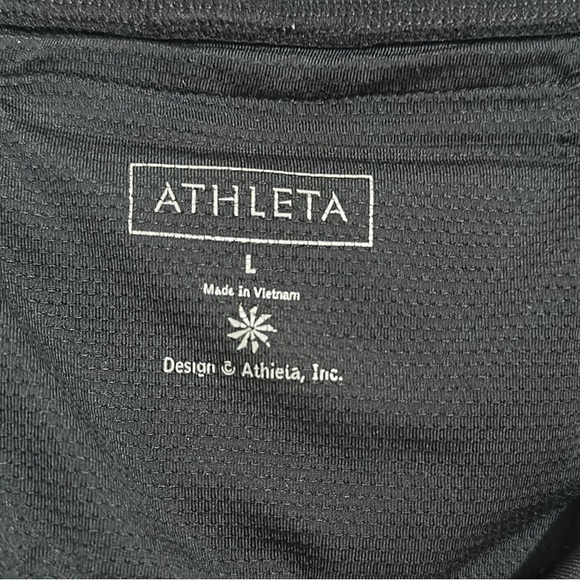 ATHLETA
L
Made In Vietnam
Design © Athleta, Inc.